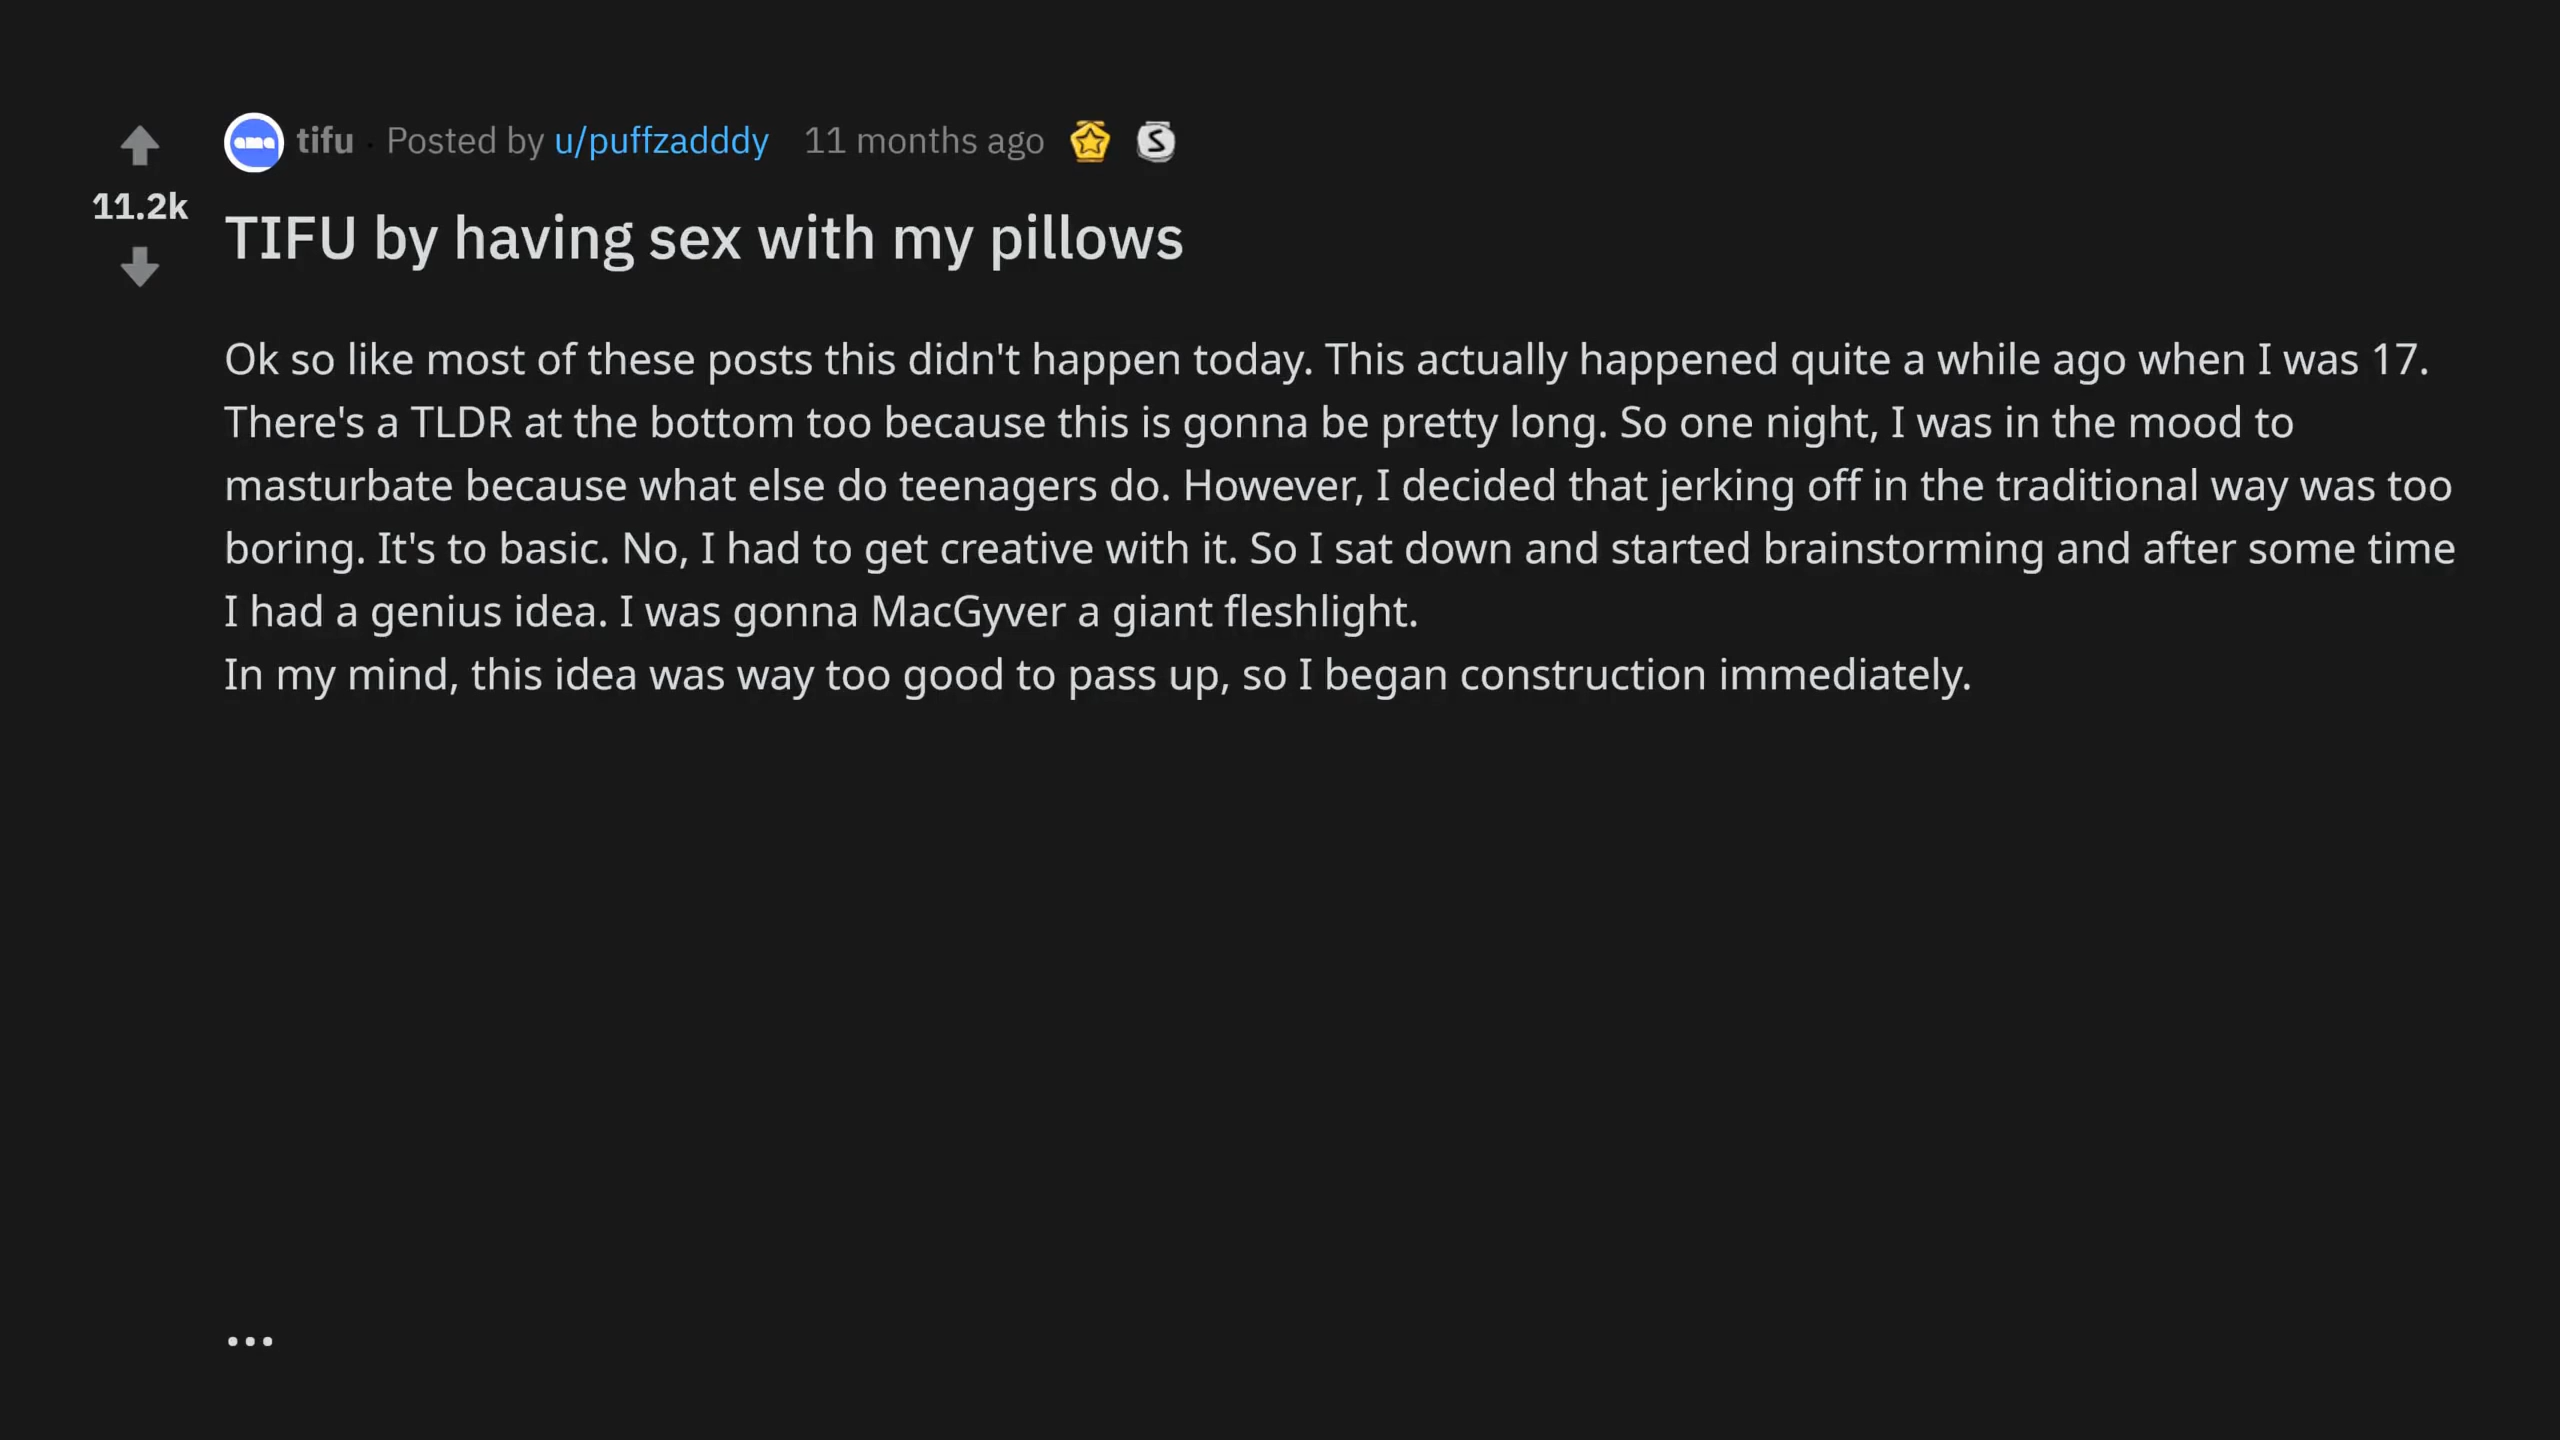 ama tifu · Posted by u/puffzadddy 11 months ago S
11.2k
TIFU by having sex with my pillows
Ok so like most of these posts this didn't happen today. This actually happened quite a while ago when I was 17.
There's a TLDR at the bottom too because this is gonna be pretty long. So one night, I was in the mood to
masturbate because what else do teenagers do. However, I decided that jerking off in the traditional way was too
boring. It's to basic. No, I had to get creative with it. So I sat down and started brainstorming and after some time
I had a genius idea. I was gonna MacGyver a giant fleshlight.
In my mind, this idea was way too good to pass up, so I began construction immediately.
...